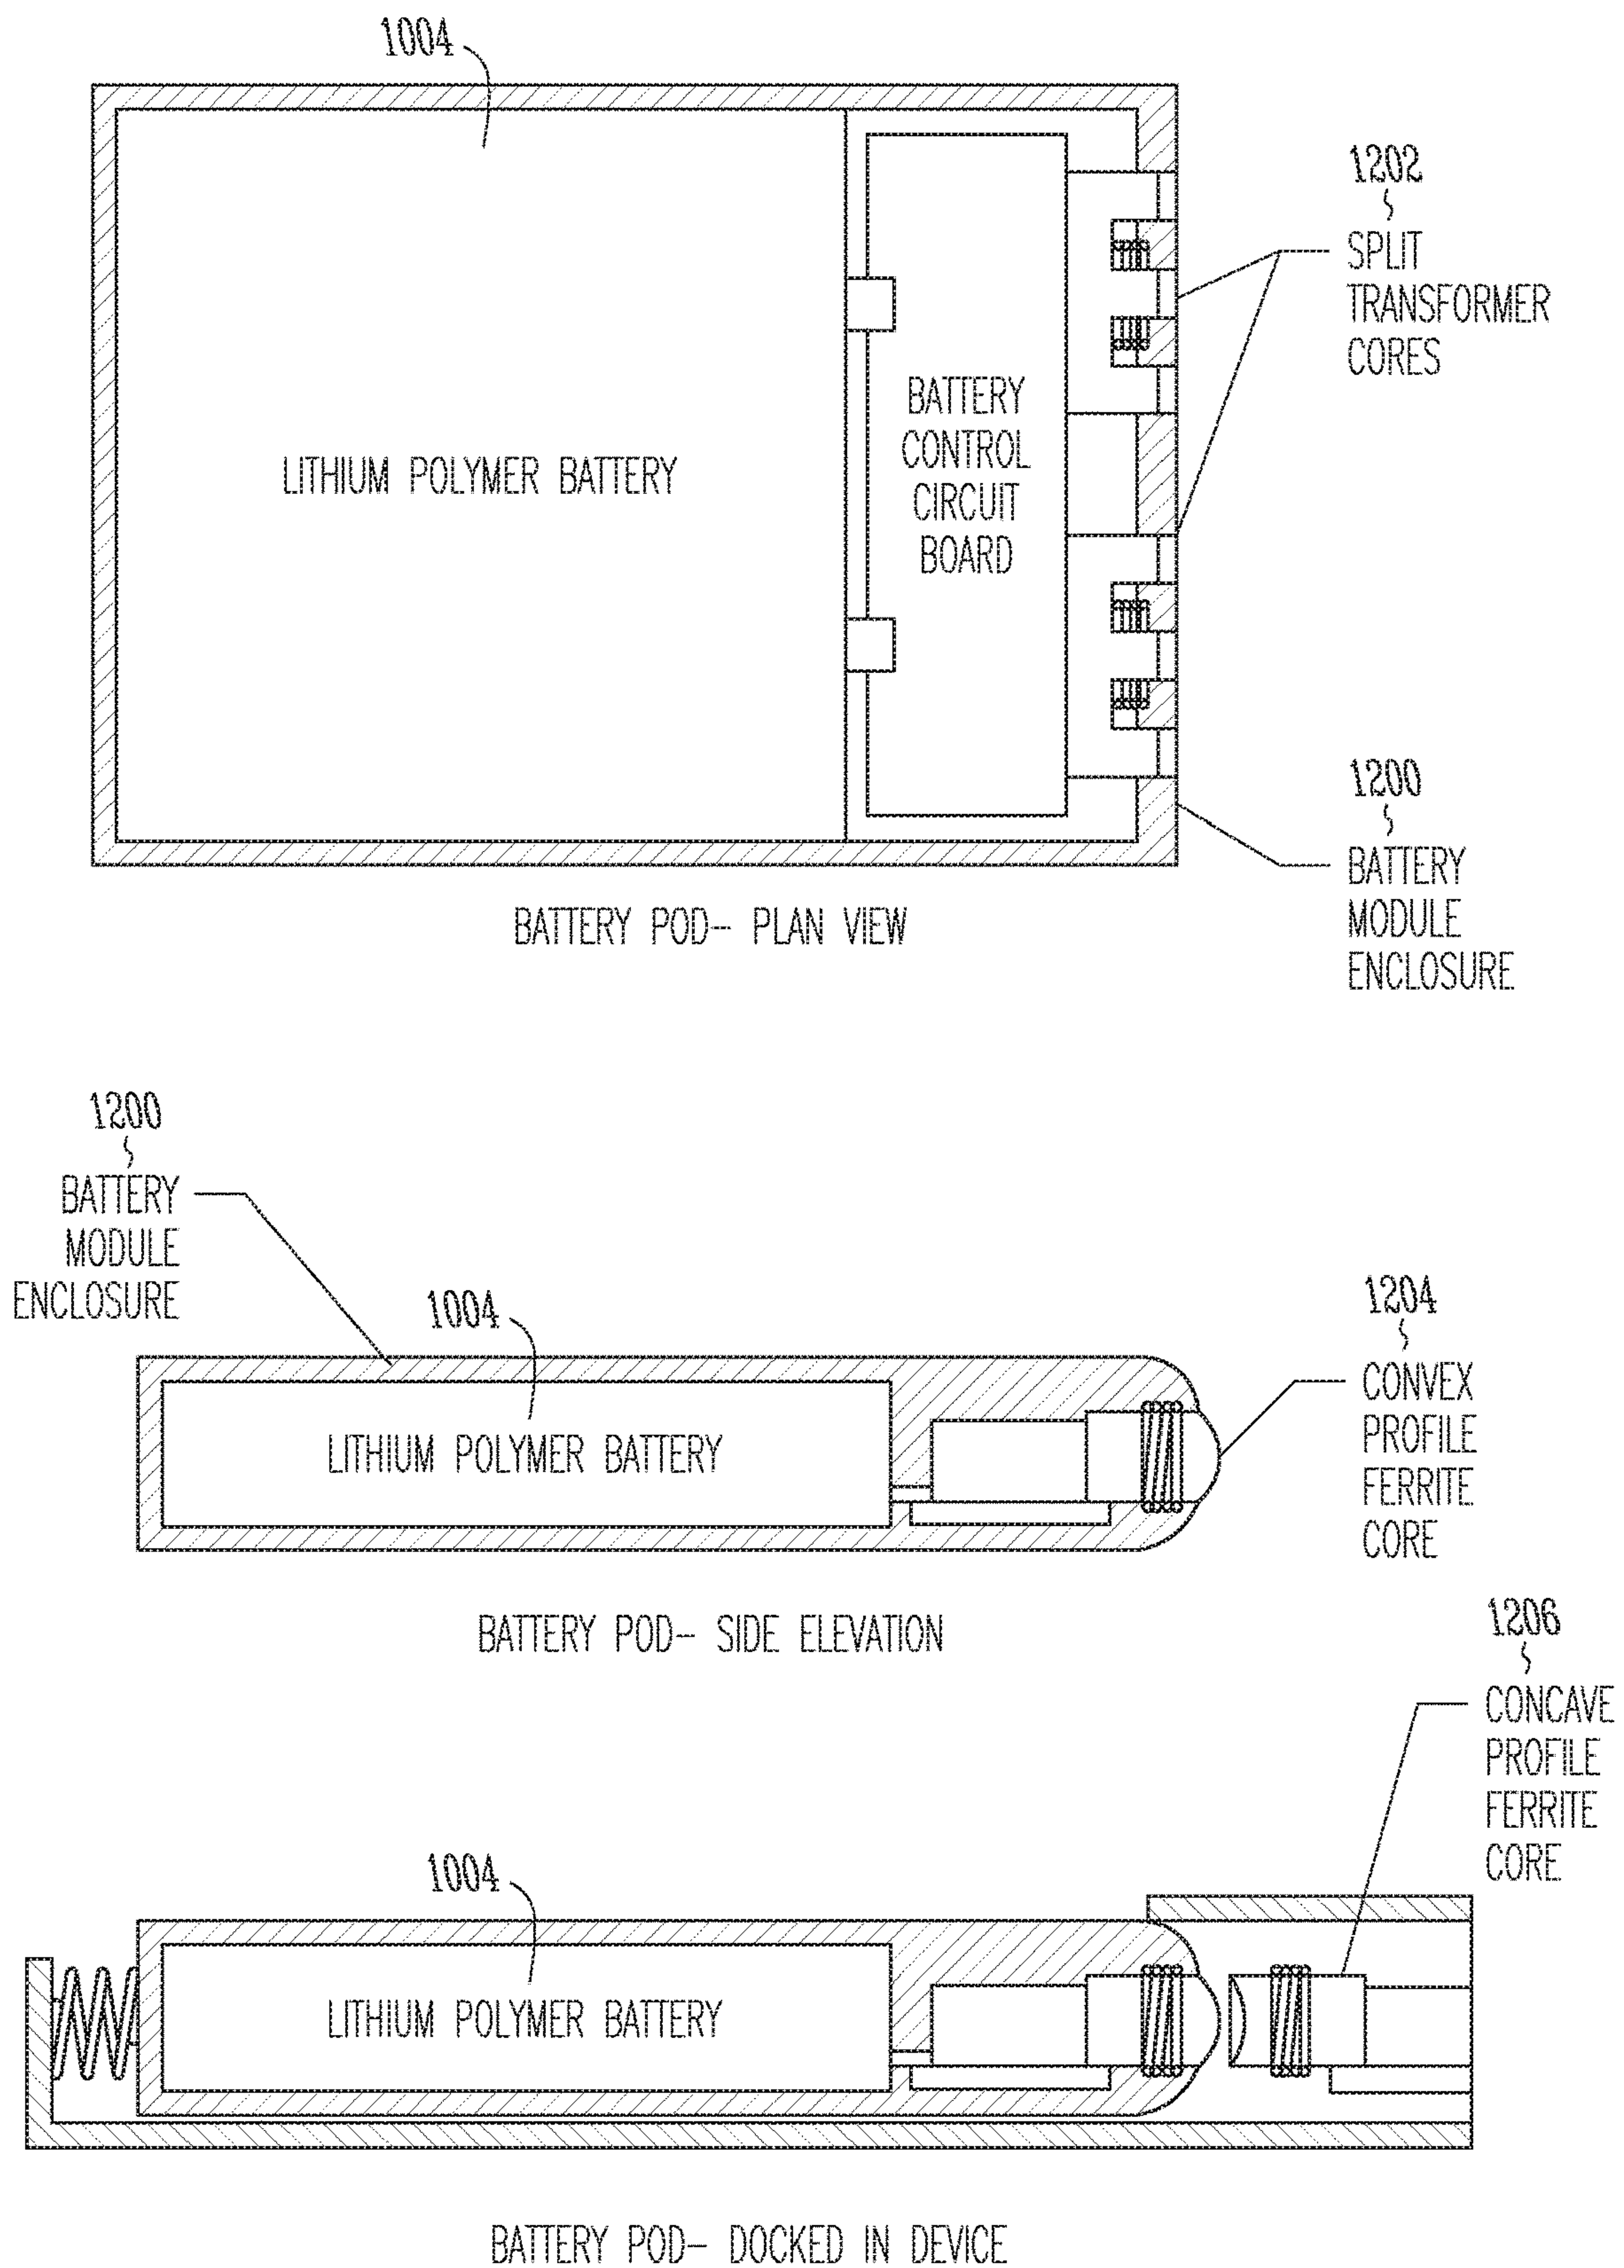 1004
1202
SPLIT
TRANSFORMER
CORES
LITHIUM POLYMER BATTERY
BATTERY
CONTROL
CIRCUIT
BOARD
1200
BATTERY
MODULE
ENCLOSURE
BATTERY POD-- PLAN VIEW
1200
BATTERY
MODULE
ENCLOSURE
1004
LITHIUM POLYMER BATTERY
1204
CONVEX
PROFILE
FERRITE
CORE
BATTERY POD-- SIDE ELEVATION
1206
CONCAVE
PROFILE
FERRITE
CORE
1004
LITHIUM POLYMER BATTERY
BATTERY POD-- DOCKED IN DEVICE